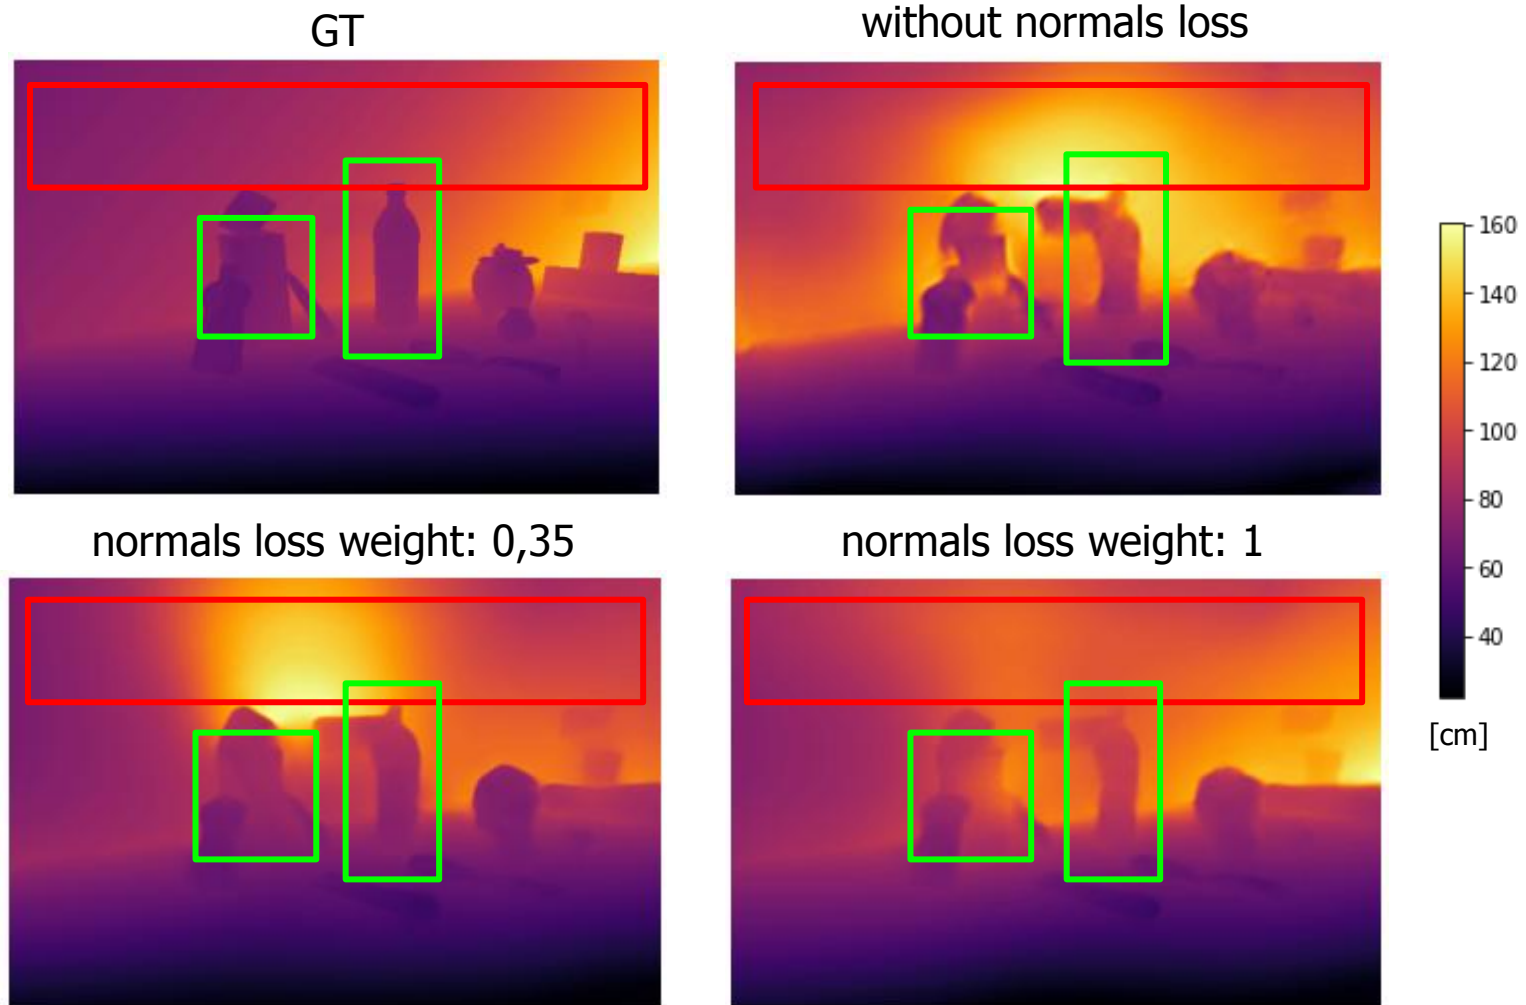 GT
without normals loss
160
140
120
100
80
60
40
[cm]
normals loss weight: 0,35
normals loss weight: 1